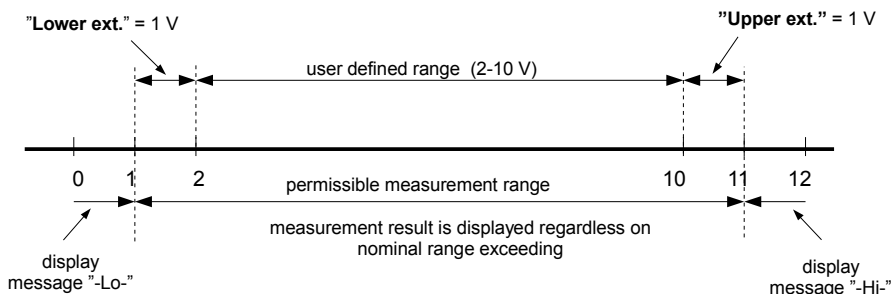 "Lower ext." = 1 V
"Upper ext." = 1 V
user defined range (2-10 V)
0 1 2 10 11 12
permissible measurement range
measurement result is displayed regardless on
nominal range exceeding
display
message "-Lo-"
display
message "-Hi-"